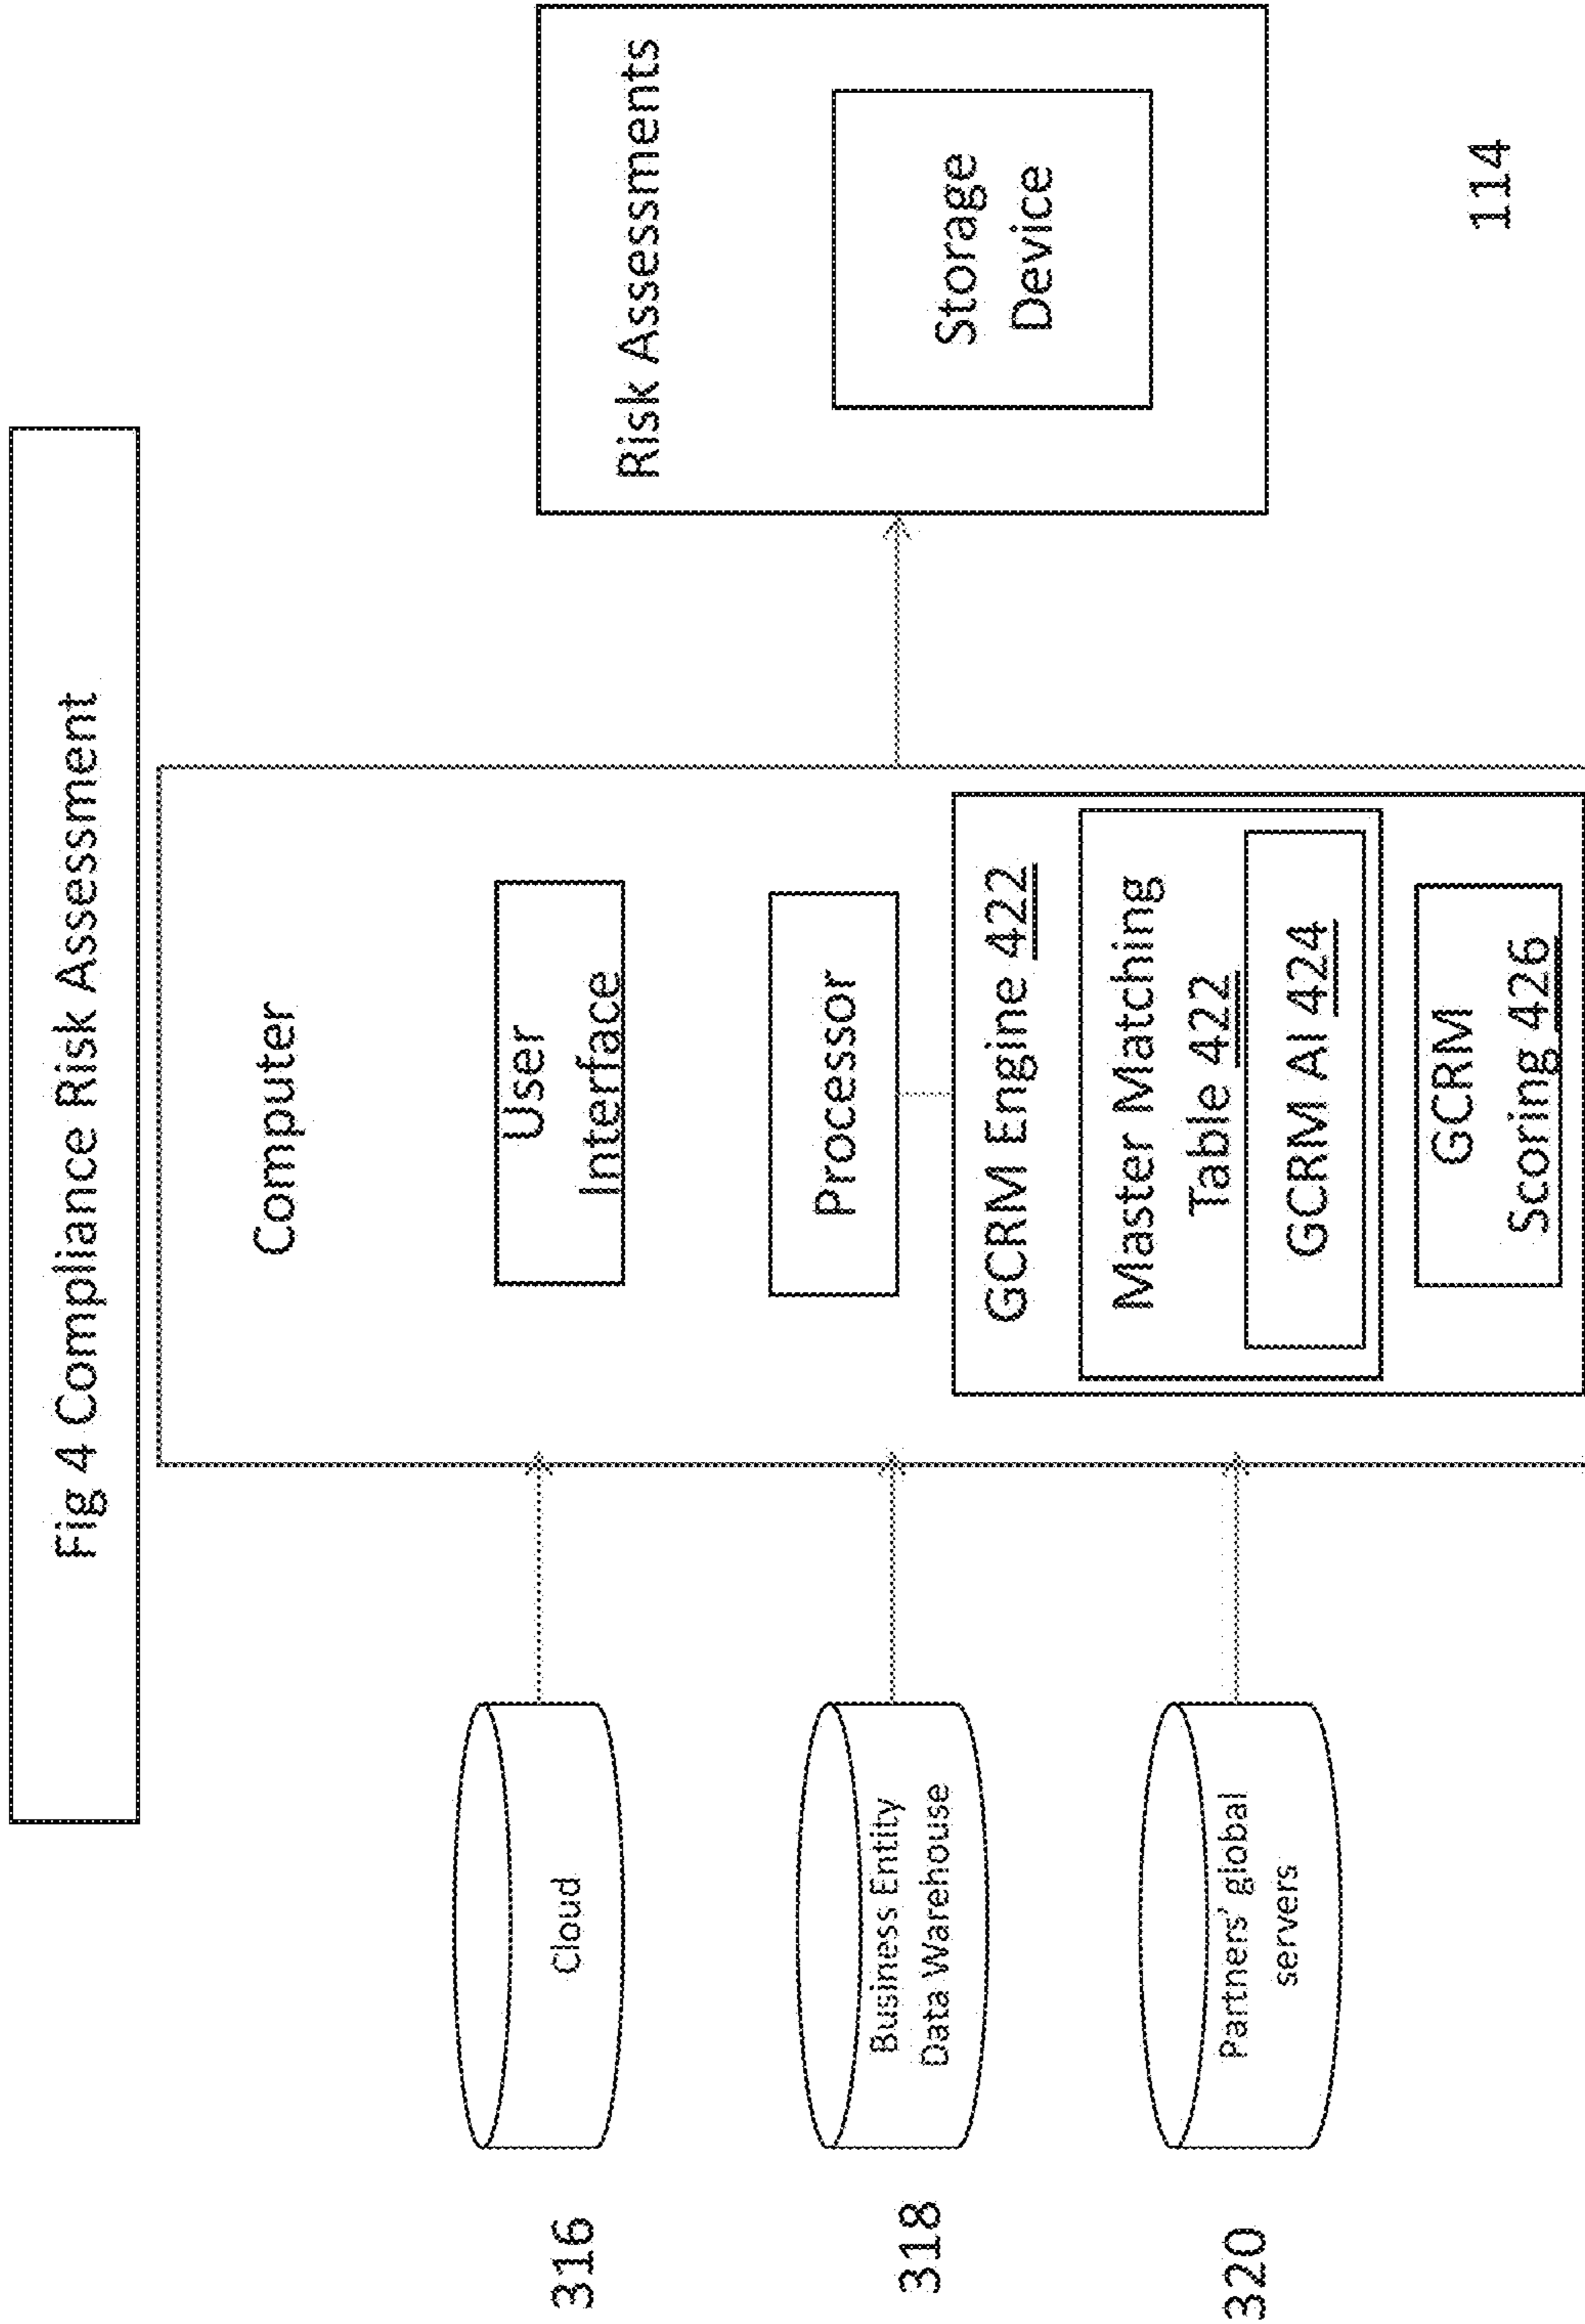 Fig 4 Compliance Risk Assessment
316
Cloud
318
Business Entity
Data Warehouse
320
Partners' global
servers
Computer
User
Interface
Processor
GCRM Engine 422
Master Matching
Table 422
GCRM AI 424
GCRM
Scoring 426
Risk Assessments
Storage
Device
114